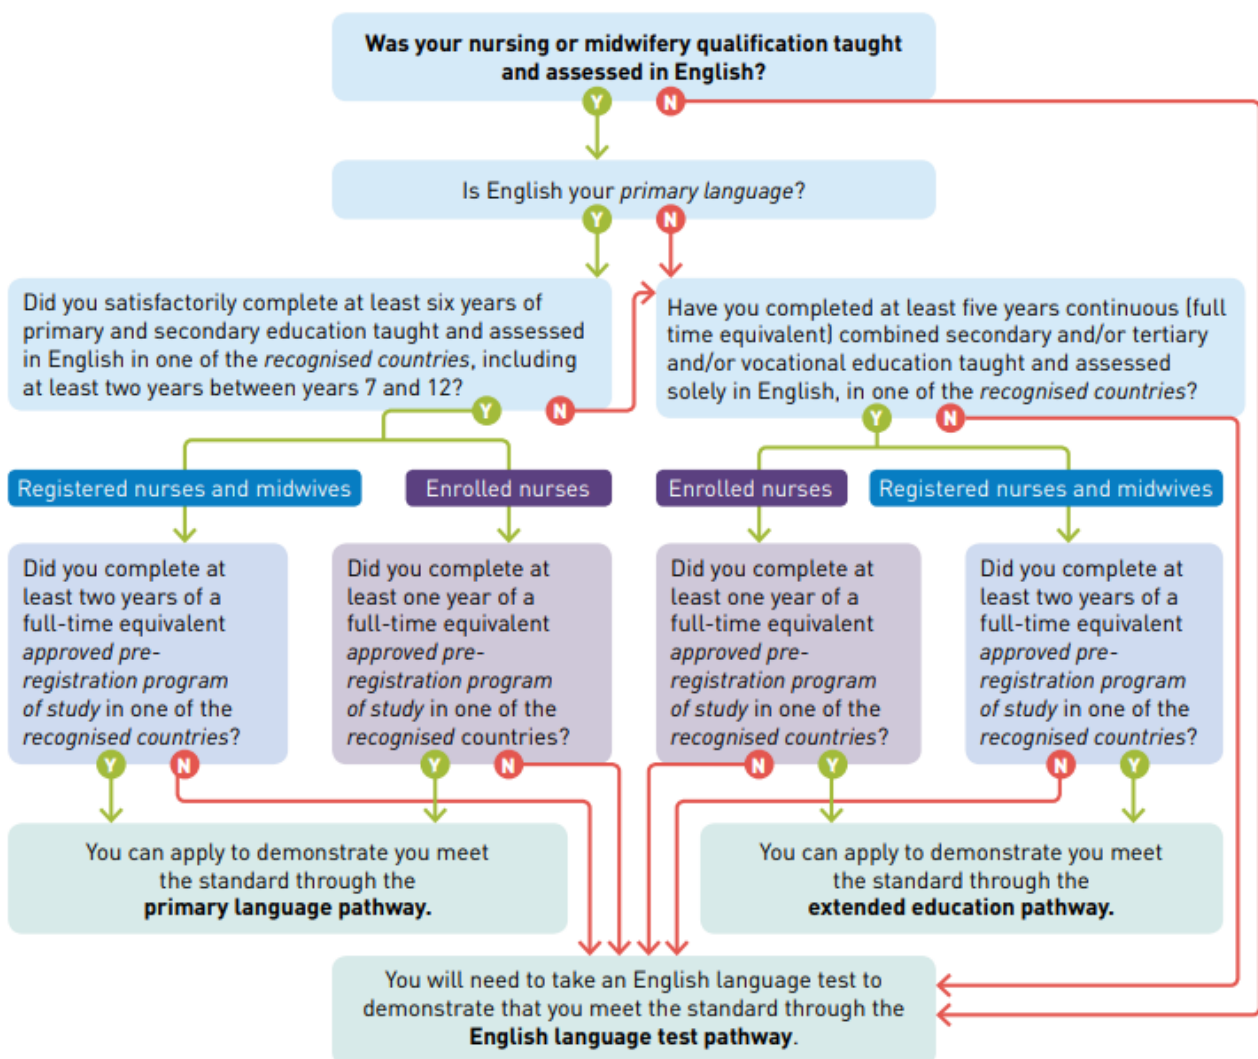 Was your nursing or midwifery qualification taught
and assessed in English?
Y
N
Is English your primary language?
Y
N
Did you satisfactorily complete at least six years of
primary and secondary education taught and assessed
in English in one of the recognised countries, including
at least two years between years 7 and 12?
Y
N
Have you completed at least five years continuous (full
time equivalent) combined secondary and/or tertiary
and/or vocational education taught and assessed
solely in English, in one of the recognised countries?
Y
N
Registered nurses and midwives
Enrolled nurses
Enrolled nurses
Registered nurses and midwives
Did you complete at
least two years of a
full-time equivalent
approved pre-
registration program
of study in one of the
recognised countries?
Y
N
Did you complete at
least one year of a
full-time equivalent
approved pre-
registration program
of study in one of the
recognised countries?
Y
N
Did you complete at
least one year of a
full-time equivalent
approved pre-
registration program
of study in one of the
recognised countries?
N
Y
Did you complete at
least two years of a
full-time equivalent
approved pre-
registration program
of study in one of the
recognised countries?
N
Y
You can apply to demonstrate you meet
the standard through the
primary language pathway.
You can apply to demonstrate you meet
the standard through the
extended education pathway.
You will need to take an English language test to
demonstrate that you meet the standard through the
English language test pathway.